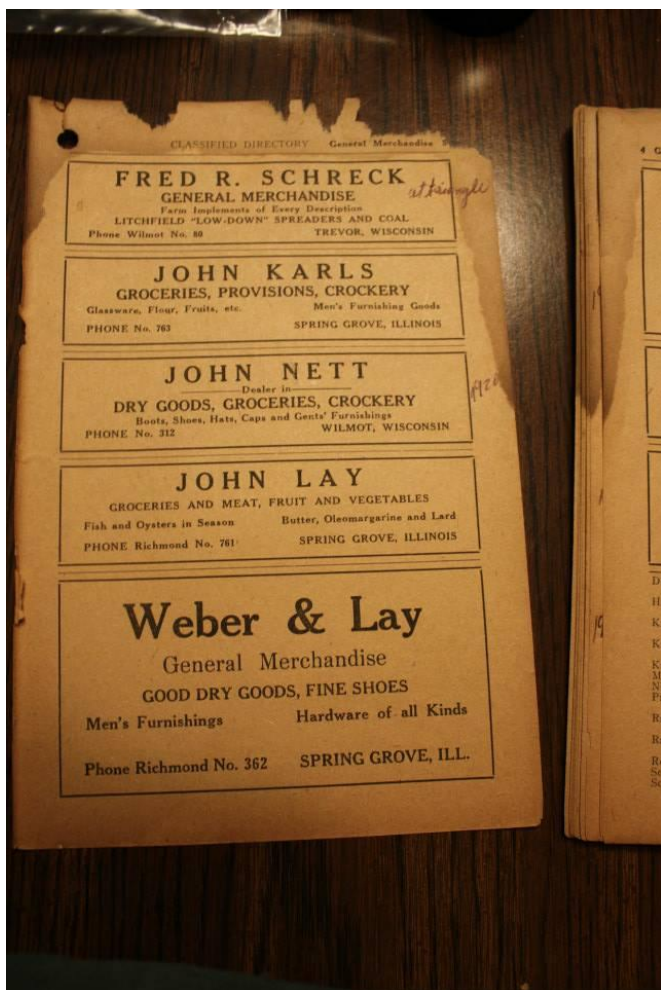 CLASSIFIED DIRECTORY General Merchandise
FRED R. SCHRECK
GENERAL MERCHANDISE
Farm Implements of Every Description
LITCHFIELD "LOW-DOWN" SPREADERS AND COAL
Phone Wilmot No. 80 TREVOR, WISCONSIN
at triangle
JOHN KARLS
GROCERIES, PROVISIONS, CROCKERY
Glassware, Flour, Fruits, etc. Men's Furnishing Goods
PHONE No. 763 SPRING GROVE, ILLINOIS
JOHN NETT
Dealer in
DRY GOODS, GROCERIES, CROCKERY
Boots, Shoes, Hats, Caps and Gents' Furnishings
PHONE No. 312 WILMOT, WISCONSIN
1920
JOHN LAY
GROCERIES AND MEAT, FRUIT AND VEGETABLES
Fish and Oysters in Season Butter, Oleomargarine and Lard
PHONE Richmond No. 761 SPRING GROVE, ILLINOIS
Weber & Lay
General Merchandise
GOOD DRY GOODS, FINE SHOES
Men's Furnishings Hardware of all Kinds
Phone Richmond No. 362 SPRING GROVE, ILL.
4 G
19